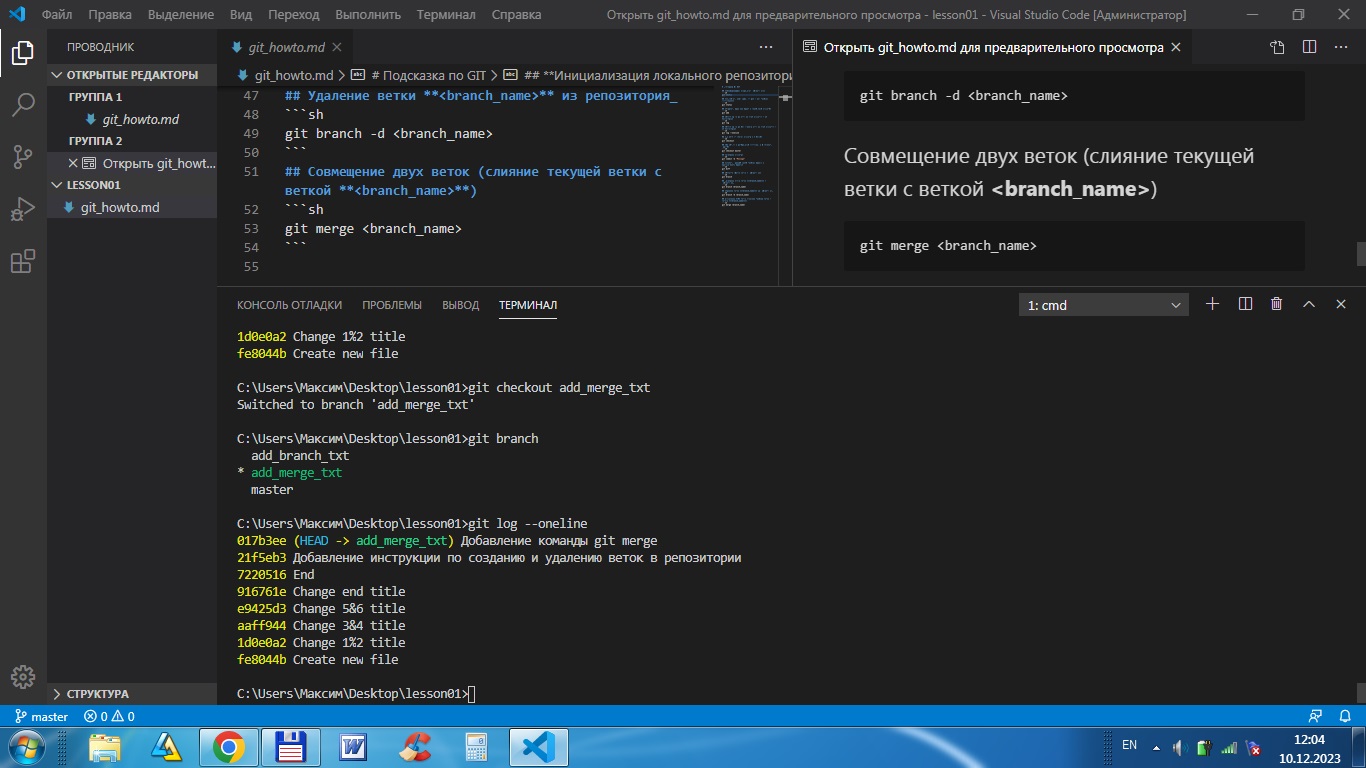 Файл Правка Выделение Вид Переход Выполнить Терминал Справка Открыть git_howto.md для предварительного просмотра - lesson01 - Visual Studio Code [Администратор]
ПРОВОДНИК
ОТКРЫТЫЕ РЕДАКТОРЫ
ГРУППА 1
git_howto.md
ГРУППА 2
Открыть git_howt...
LESSON01
git_howto.md
СТРУКТУРА
git_howto.md
git_howto.md > # Подсказка по GIT > ## **Инициализация локального репозитори
47 ## Удаление ветки **<branch_name>** из репозитория_
48 ```sh
49 git branch -d <branch_name>
50 ```
51 ## Совмещение двух веток (слияние текущей ветки с
веткой **<branch_name>**)
52 ```sh
53 git merge <branch_name>
54 ```
55
Открыть git_howto.md для предварительного просмотра
git branch -d <branch_name>
Совмещение двух веток (слияние текущей
ветки с веткой <branch_name>)
git merge <branch_name>
КОНСОЛЬ ОТЛАДКИ ПРОБЛЕМЫ ВЫВОД ТЕРМИНАЛ 1: cmd
1d0e0a2 Change 1%2 title
fe8044b Create new file
C:\Users\Максим\Desktop\lesson01>git checkout add_merge_txt
Switched to branch 'add_merge_txt'
C:\Users\Максим\Desktop\lesson01>git branch
add_branch_txt
* add_merge_txt
master
C:\Users\Максим\Desktop\lesson01>git log --oneline
017b3ee (HEAD -> add_merge_txt) Добавление команды git merge
21f5eb3 Добавление инструкции по созданию и удалению веток в репозитории
7220516 End
916761e Change end title
e9425d3 Change 5&6 title
aaff944 Change 3&4 title
1d0e0a2 Change 1%2 title
fe8044b Create new file
C:\Users\Максим\Desktop\lesson01>
master 0 0
EN
12:04
10.12.2023